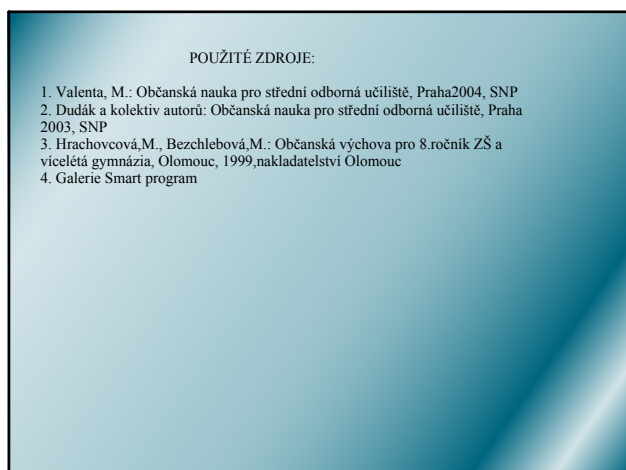 POUŽITÉ ZDROJE:
1. Valenta, M.: Občanská nauka pro střední odborná učiliště, Praha2004, SNP
2. Dudák a kolektiv autorů: Občanská nauka pro střední odborná učiliště, Praha
2003, SNP
3. Hrachovcová,M., Bezchlebová,M.: Občanská výchova pro 8.ročník ZŠ a
vícelétá gymnázia, Olomouc, 1999,nakladatelství Olomouc
4. Galerie Smart program